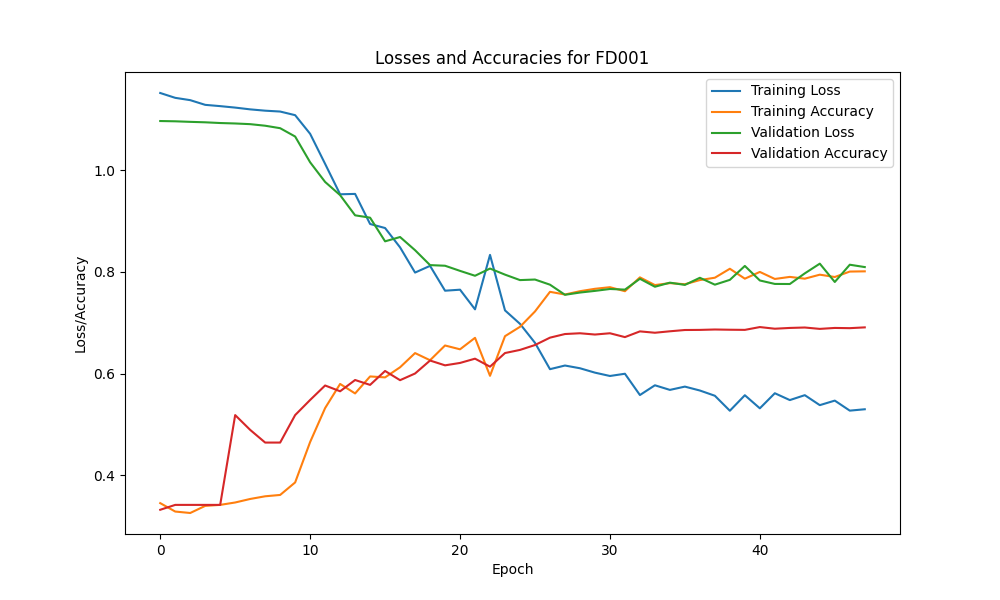 Losses and Accuracies for FD001
Training Loss
Training Accuracy
Validation Loss
Validation Accuracy
Loss/Accuracy
1.0
0.8
0.6
0.4
0
10
20
30
40
Epoch